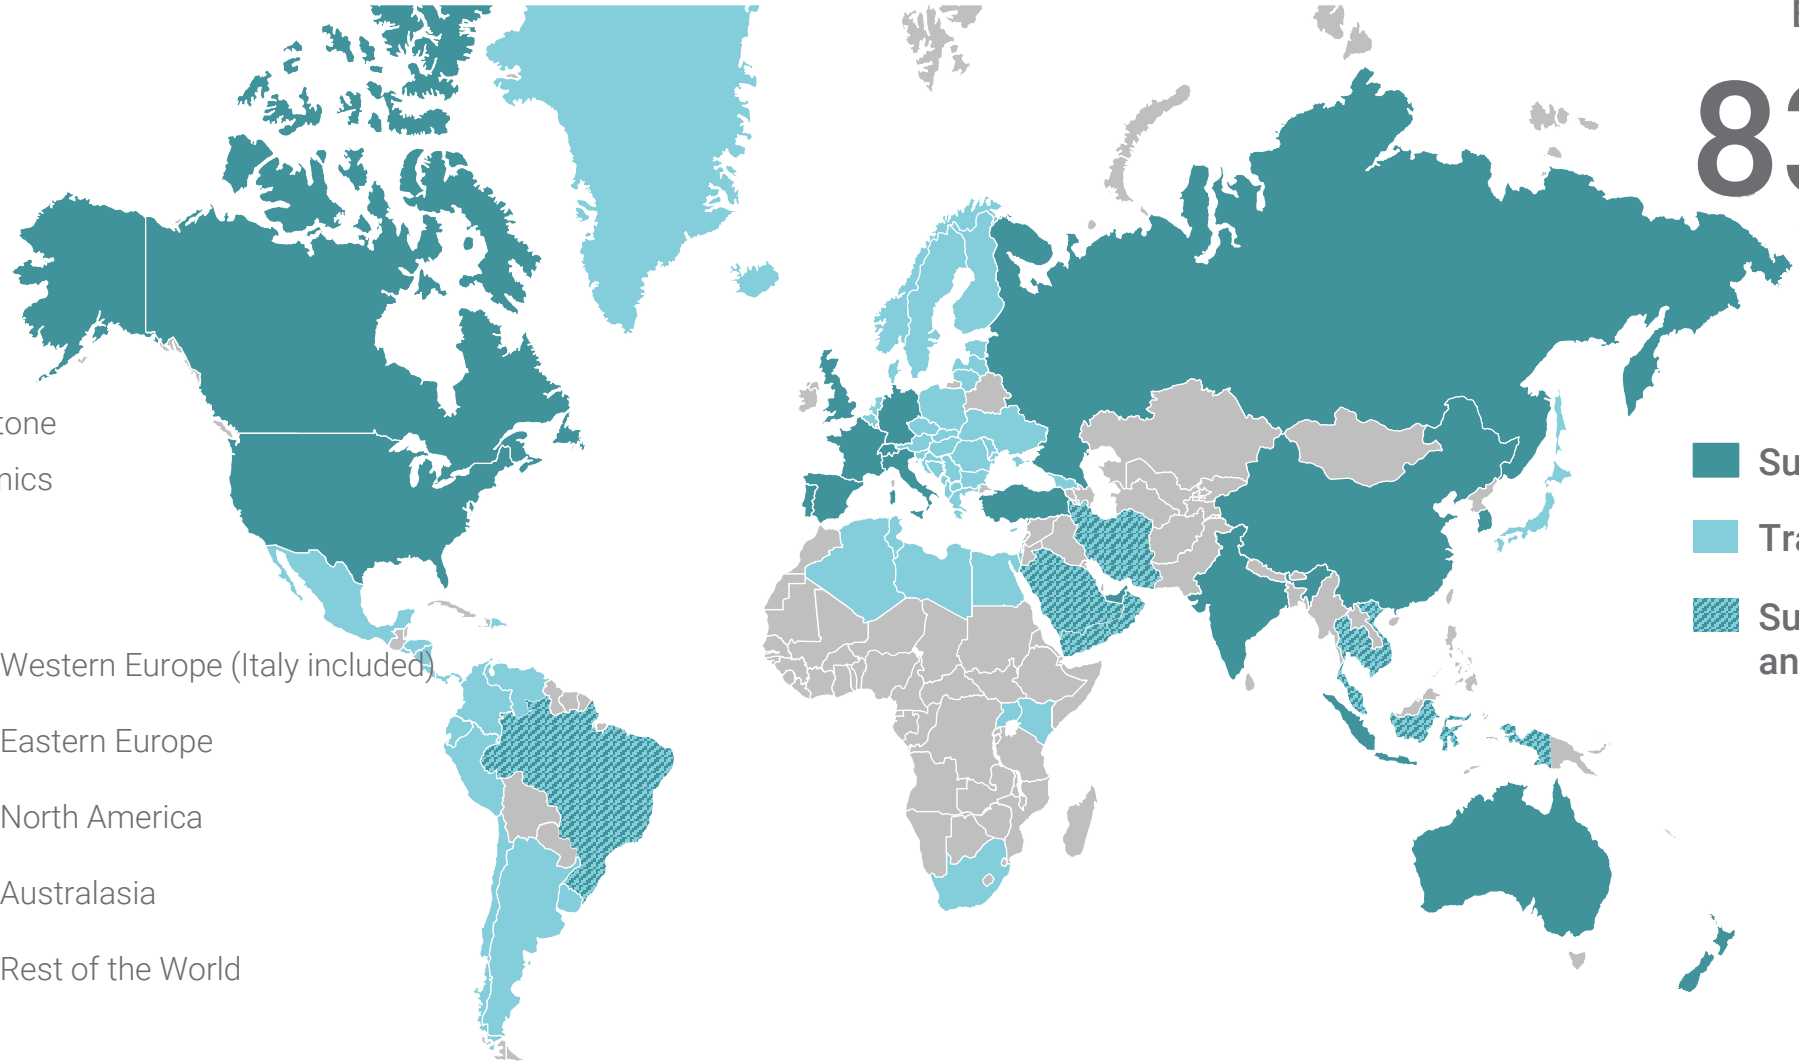 83
tone
nics
Western Europe (Italy included)
Eastern Europe
North America
Australasia
Rest of the World
Su
Tra
Su
an